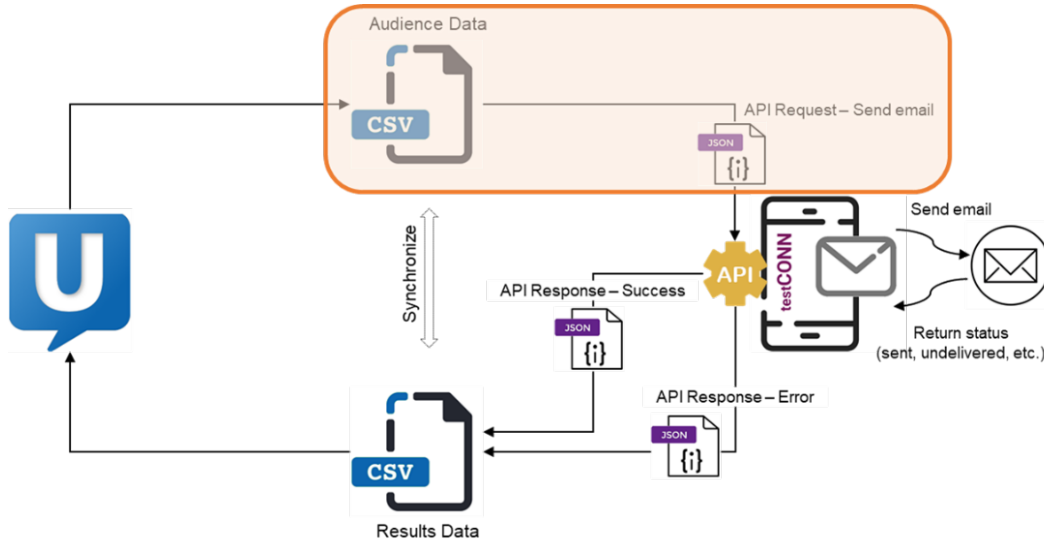 Audience Data
CSV
API Request – Send email
JSON
{i}
U
Synchronize
Send email
API
testCONN
API Response – Success
JSON
{i}
Return status
(sent, undelivered, etc.)
API Response – Error
JSON
{i}
CSV
Results Data